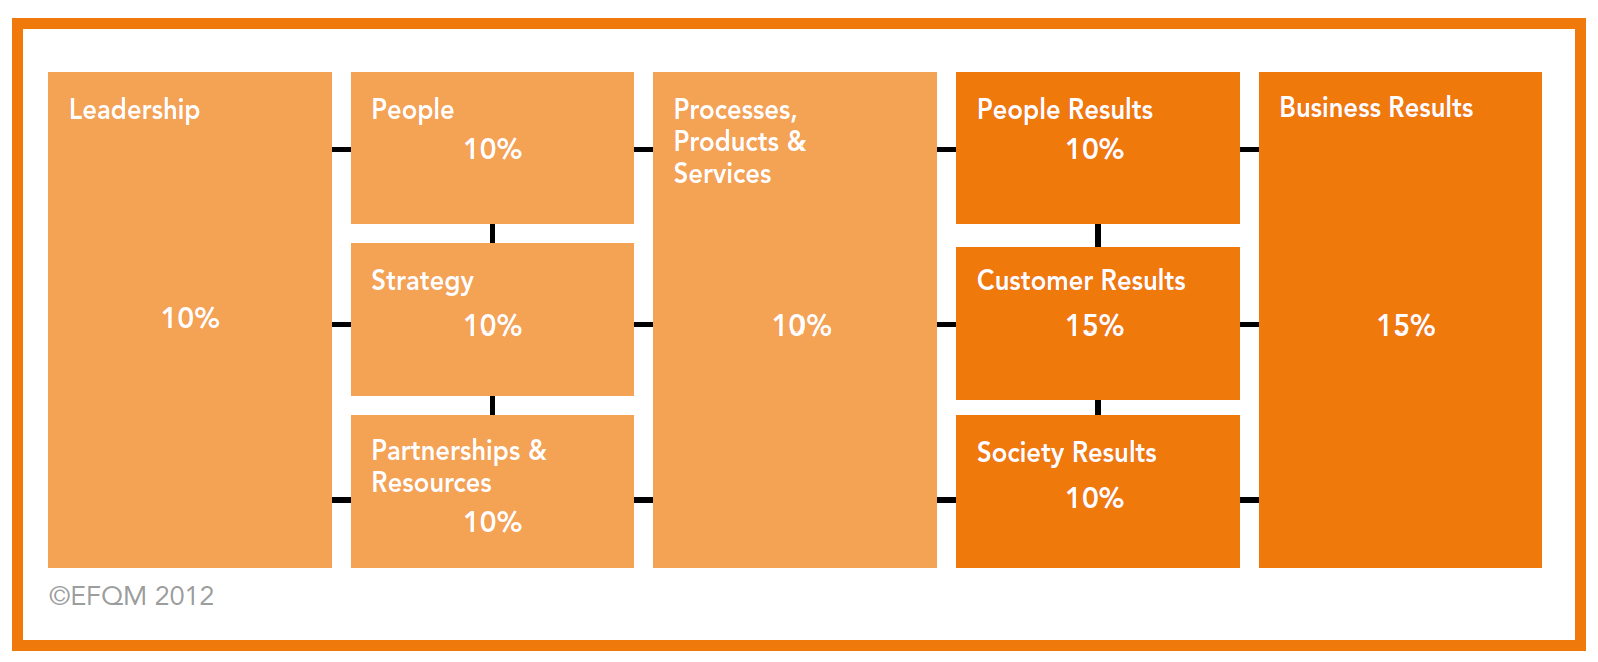 Leadership
10%
People
10%
Strategy
10%
Partnerships &
Resources
10%
Processes,
Products &
Services
10%
People Results
10%
Customer Results
15%
Society Results
10%
Business Results
15%
©EFQM 2012